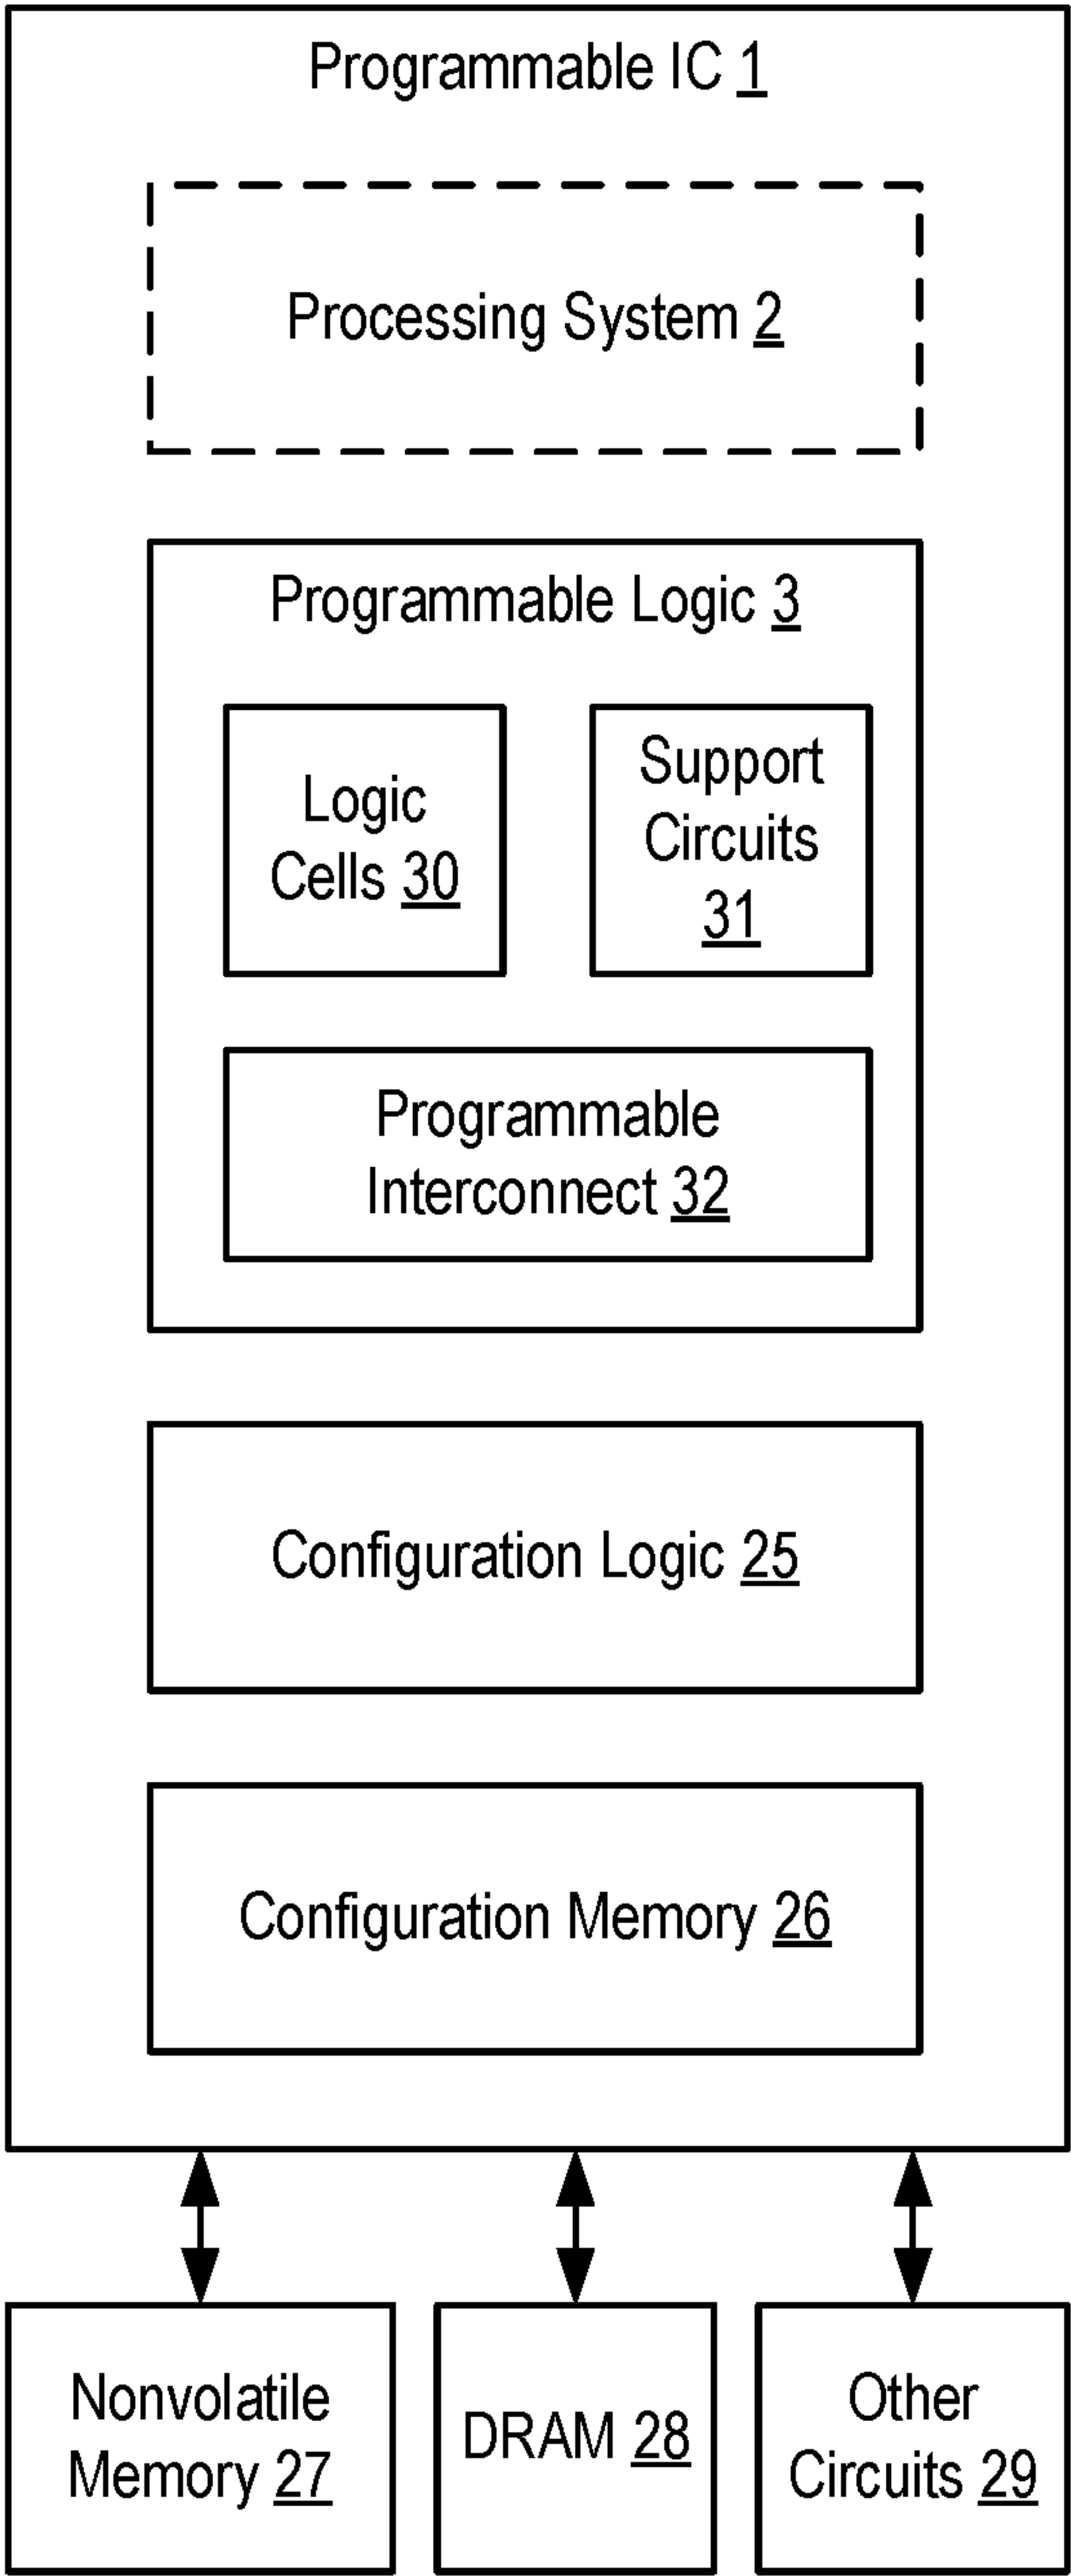 Programmable IC 1
Processing System 2
Programmable Logic 3
Logic
Cells 30
Support
Circuits
31
Programmable
Interconnect 32
Configuration Logic 25
Configuration Memory 26
Nonvolatile
Memory 27
DRAM 28
Other
Circuits 29